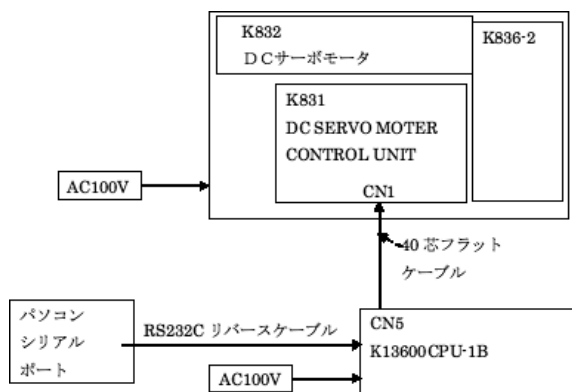 K832
DCサーボモータ
K836-2
K831
DC SERVO MOTER
CONTROL UNIT
CN1
AC100V
40 芯フラット
ケーブル
パソコン
シリアル
ポート
RS232C リバースケーブル
CN5
K13600CPU-1B
AC100V